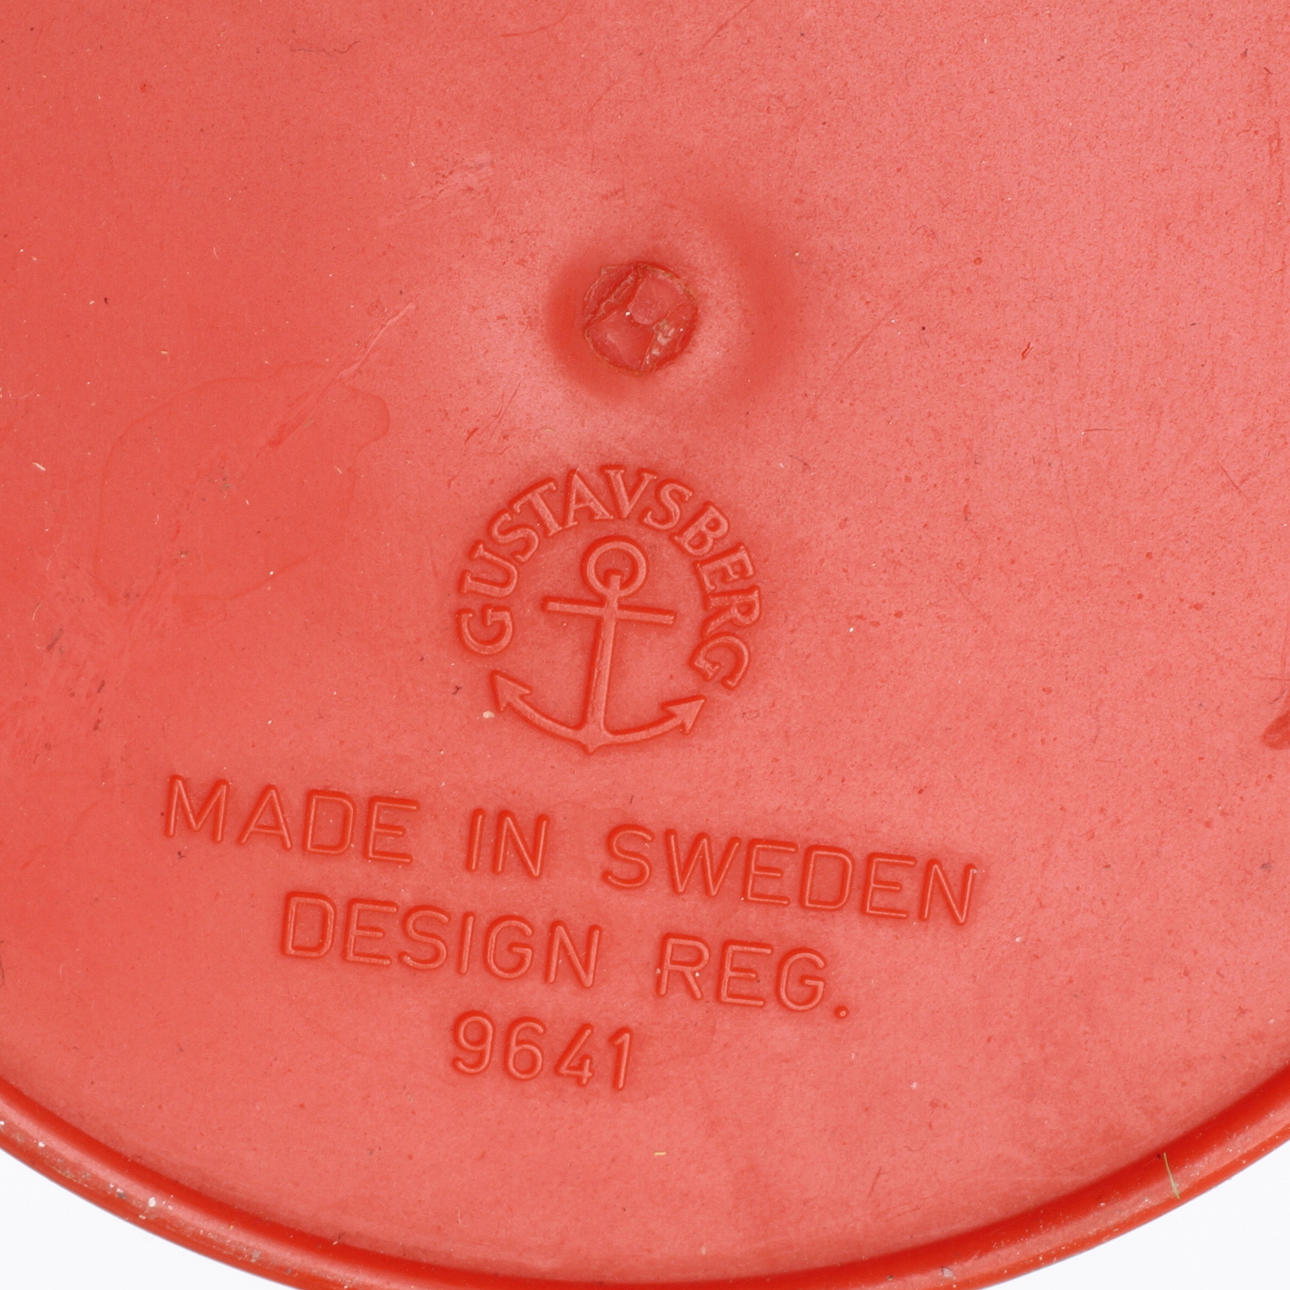 GUSTAVSBERG
MADE IN SWEDEN
DESIGN REG.
9641